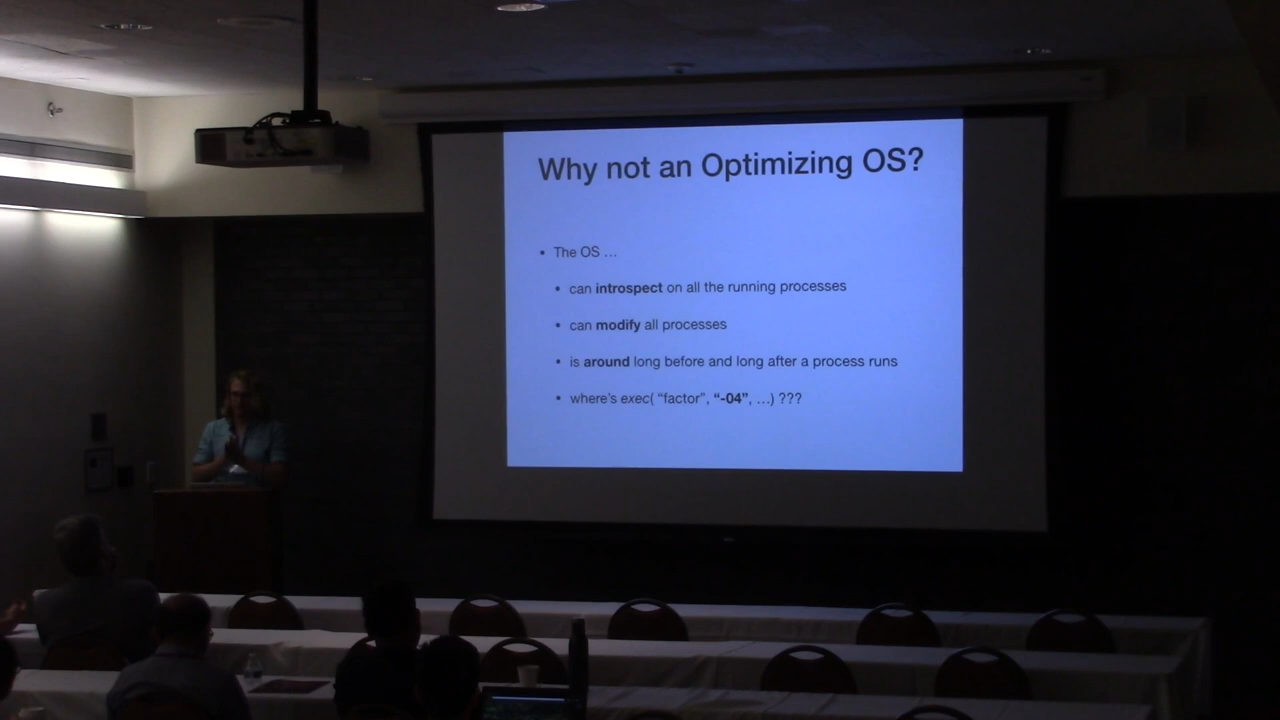 Why not an Optimizing OS?
• The OS …
• can introspect on all the running processes
• can modify all processes
• is around long before and long after a process runs
• where's exec( “factor”, “-04”, …) ???